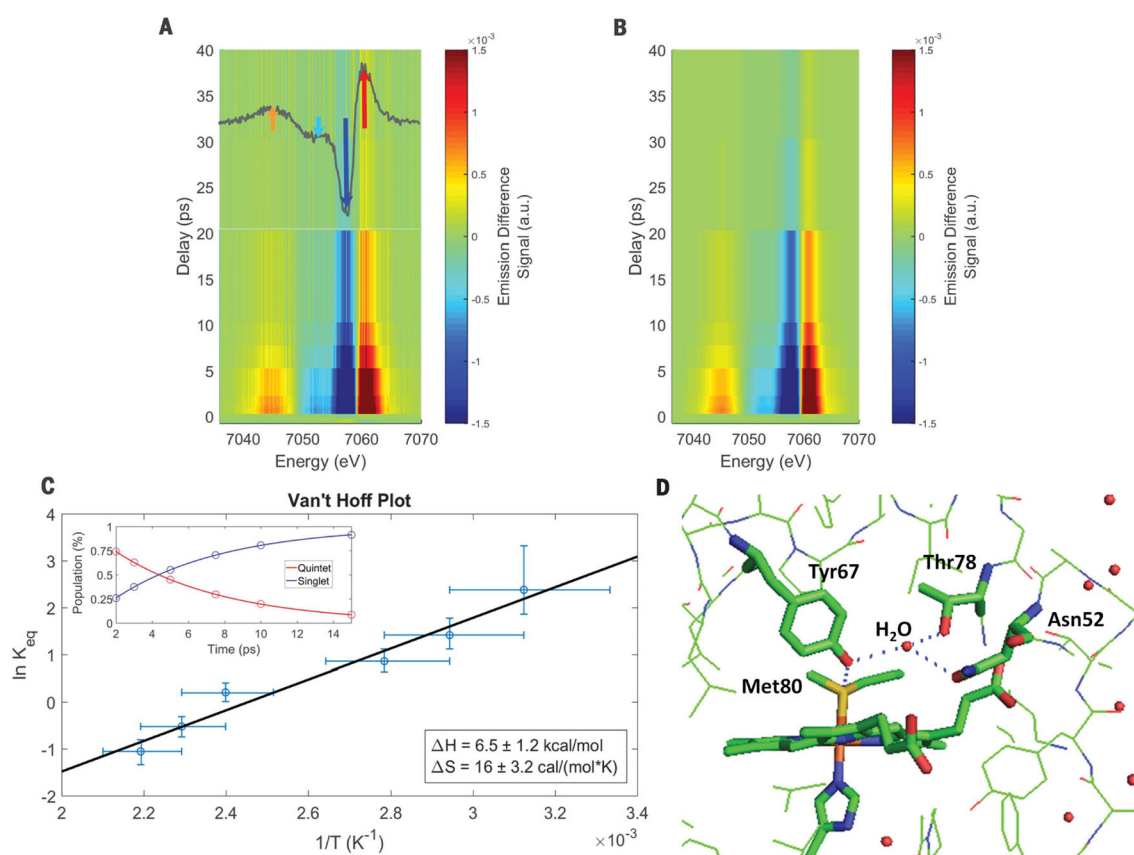 A
×10⁻³
40
35
30
25
20
15
10
5
0
Delay (ps)
7040
7050
7060
7070
Energy (eV)
1.5
1
0.5
0
-0.5
-1
-1.5
Emission Difference
Signal (a.u.)
B
×10⁻³
40
35
30
25
20
15
10
5
0
Delay (ps)
7040
7050
7060
7070
Energy (eV)
1.5
1
0.5
0
-0.5
-1
-1.5
Emission Difference
Signal (a.u.)
C
Van't Hoff Plot
4
3
2
1
0
-1
-2
ln K_eq
2
2.2
2.4
2.6
2.8
3
3.2
3.4
×10⁻³
1/T (K⁻¹)
1
0.75
0.5
0.25
0
Population (%)
2
4
6
8
10
12
14
Time (ps)
Quintet
Singlet
ΔH = 6.5 ± 1.2 kcal/mol
ΔS = 16 ± 3.2 cal/(mol*K)
D
Tyr67
Thr78
H₂O
Asn52
Met80